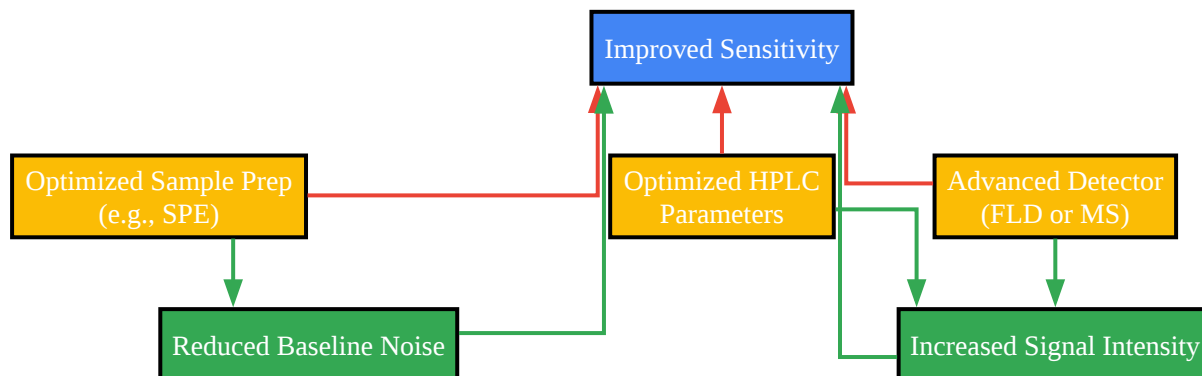 Improved Sensitivity
Optimized Sample Prep
(e.g., SPE)
Optimized HPLC
Parameters
Advanced Detector
(FLD or MS)
Reduced Baseline Noise
Increased Signal Intensity